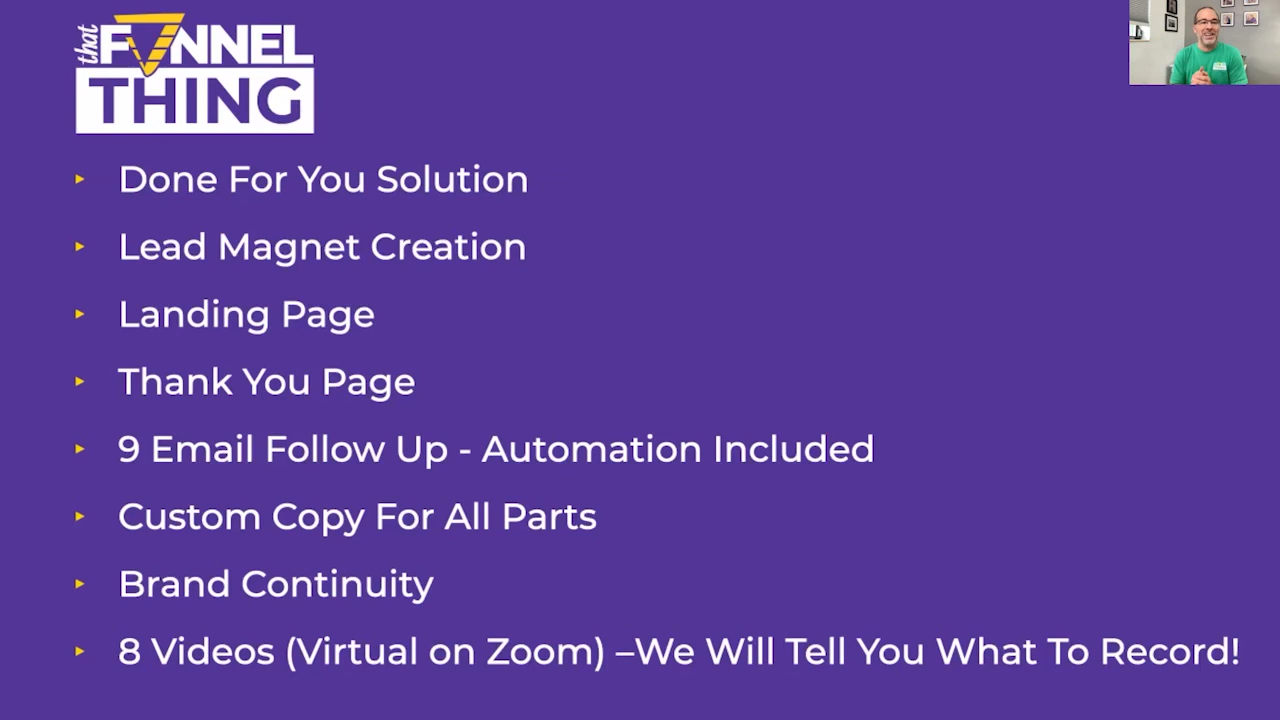 that
FUNNEL
THING
Done For You Solution
Lead Magnet Creation
Landing Page
Thank You Page
9 Email Follow Up - Automation Included
Custom Copy For All Parts
Brand Continuity
8 Videos (Virtual on Zoom) –We Will Tell You What To Record!